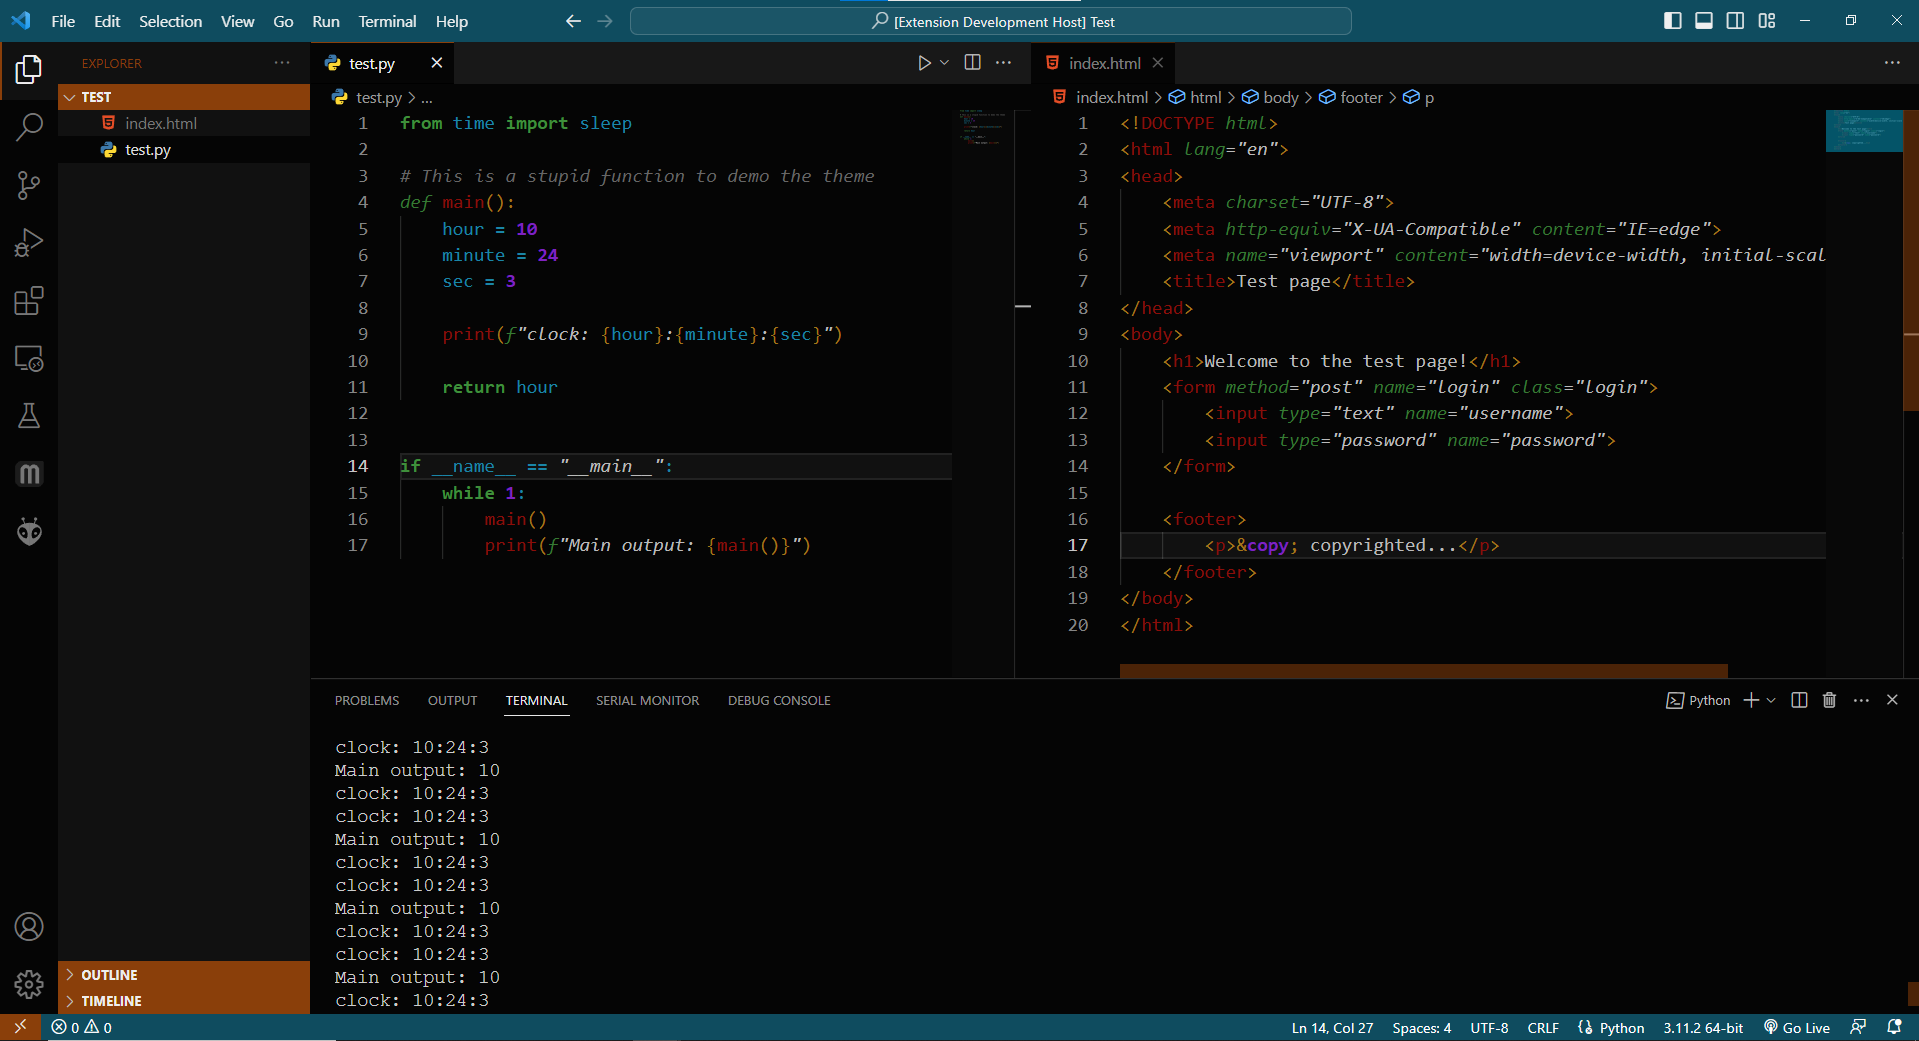 File Edit Selection View Go Run Terminal Help
[Extension Development Host] Test
EXPLORER
TEST
index.html
test.py
OUTLINE
TIMELINE
test.py
test.py > ...
1 from time import sleep
2
3 # This is a stupid function to demo the theme
4 def main():
5 hour = 10
6 minute = 24
7 sec = 3
8
9 print(f"clock: {hour}:{minute}:{sec}")
10
11 return hour
12
13
14 if __name__ == "__main__":
15 while 1:
16 main()
17 print(f"Main output: {main()}")
index.html
index.html > html > body > footer > p
1 <!DOCTYPE html>
2 <html lang="en">
3 <head>
4 <meta charset="UTF-8">
5 <meta http-equiv="X-UA-Compatible" content="IE=edge">
6 <meta name="viewport" content="width=device-width, initial-scal
7 <title>Test page</title>
8 </head>
9 <body>
10 <h1>Welcome to the test page!</h1>
11 <form method="post" name="login" class="login">
12 <input type="text" name="username">
13 <input type="password" name="password">
14 </form>
15
16 <footer>
17 <p>&copy; copyrighted...</p>
18 </footer>
19 </body>
20 </html>
PROBLEMS OUTPUT TERMINAL SERIAL MONITOR DEBUG CONSOLE
Python
clock: 10:24:3
Main output: 10
clock: 10:24:3
clock: 10:24:3
Main output: 10
clock: 10:24:3
clock: 10:24:3
Main output: 10
clock: 10:24:3
clock: 10:24:3
Main output: 10
clock: 10:24:3
0 0
Ln 14, Col 27 Spaces: 4 UTF-8 CRLF Python 3.11.2 64-bit Go Live